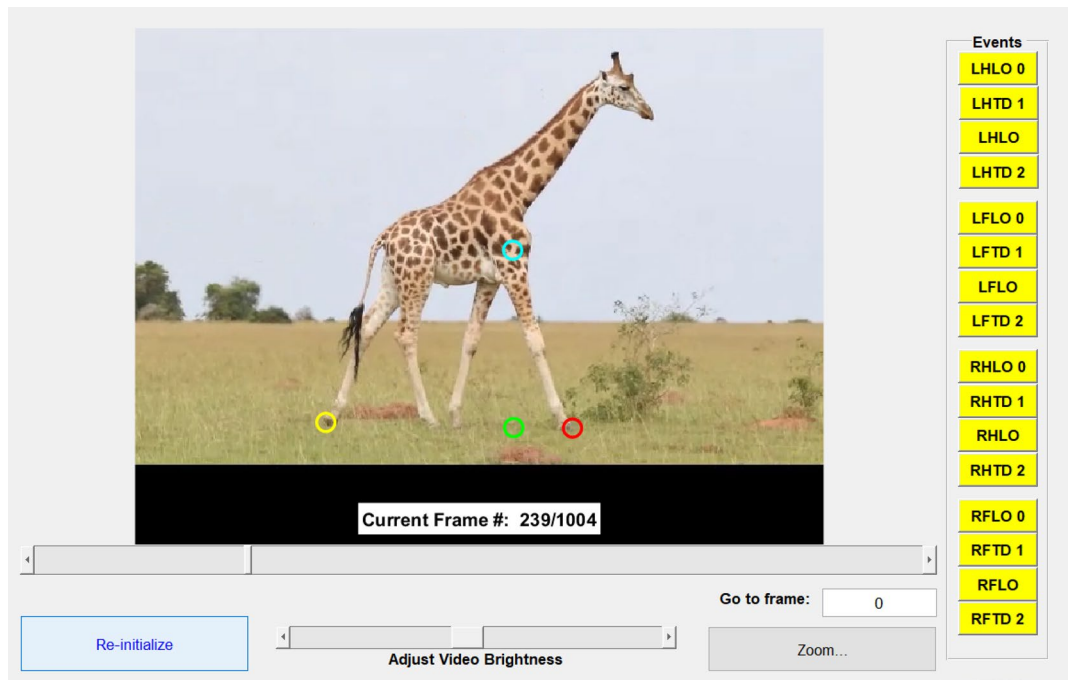 Events
LHLO 0
LHTD 1
LHLO
LHTD 2
LFLO 0
LFTD 1
LFLO
LFTD 2
RHLO 0
RHTD 1
RHLO
RHTD 2
RFLO 0
RFTD 1
RFLO
RFTD 2
Current Frame #: 239/1004
Go to frame: 0
Re-initialize
Adjust Video Brightness
Zoom...